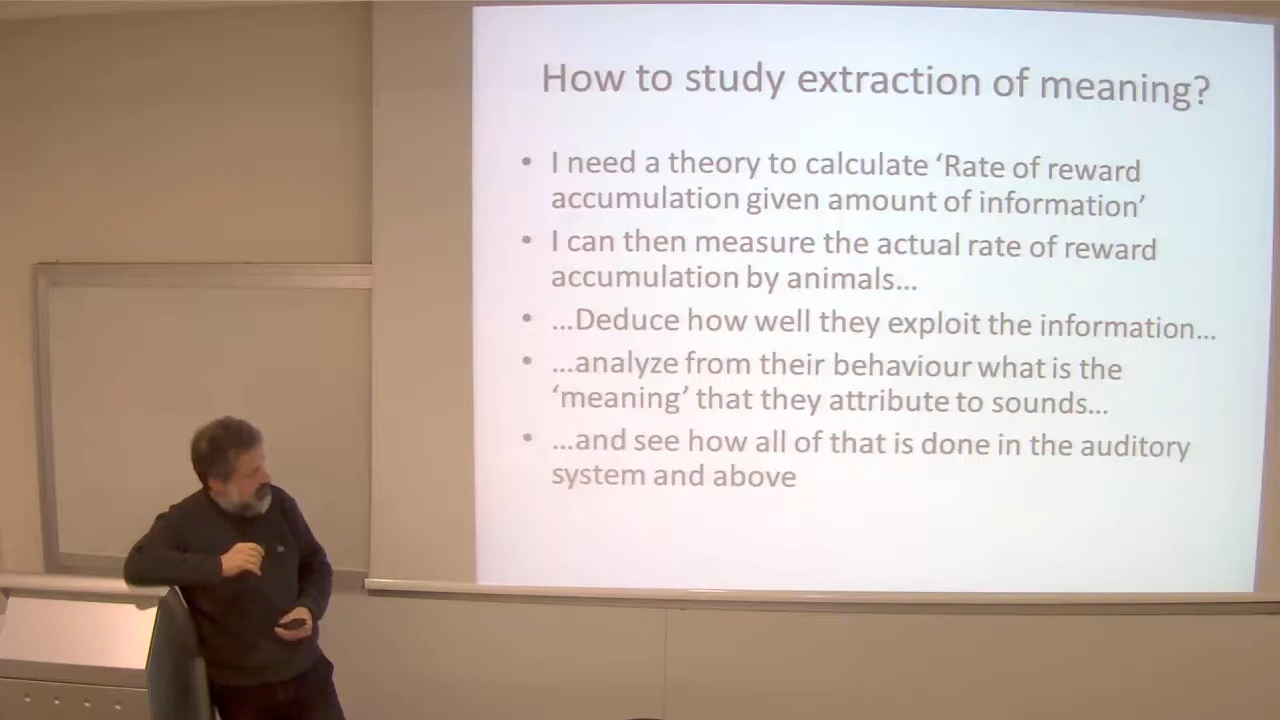 How to study extraction of meaning?
• I need a theory to calculate ‘Rate of reward
accumulation given amount of information’
• I can then measure the actual rate of reward
accumulation by animals…
• …Deduce how well they exploit the information…
• …analyze from their behaviour what is the
‘meaning’ that they attribute to sounds…
• …and see how all of that is done in the auditory
system and above